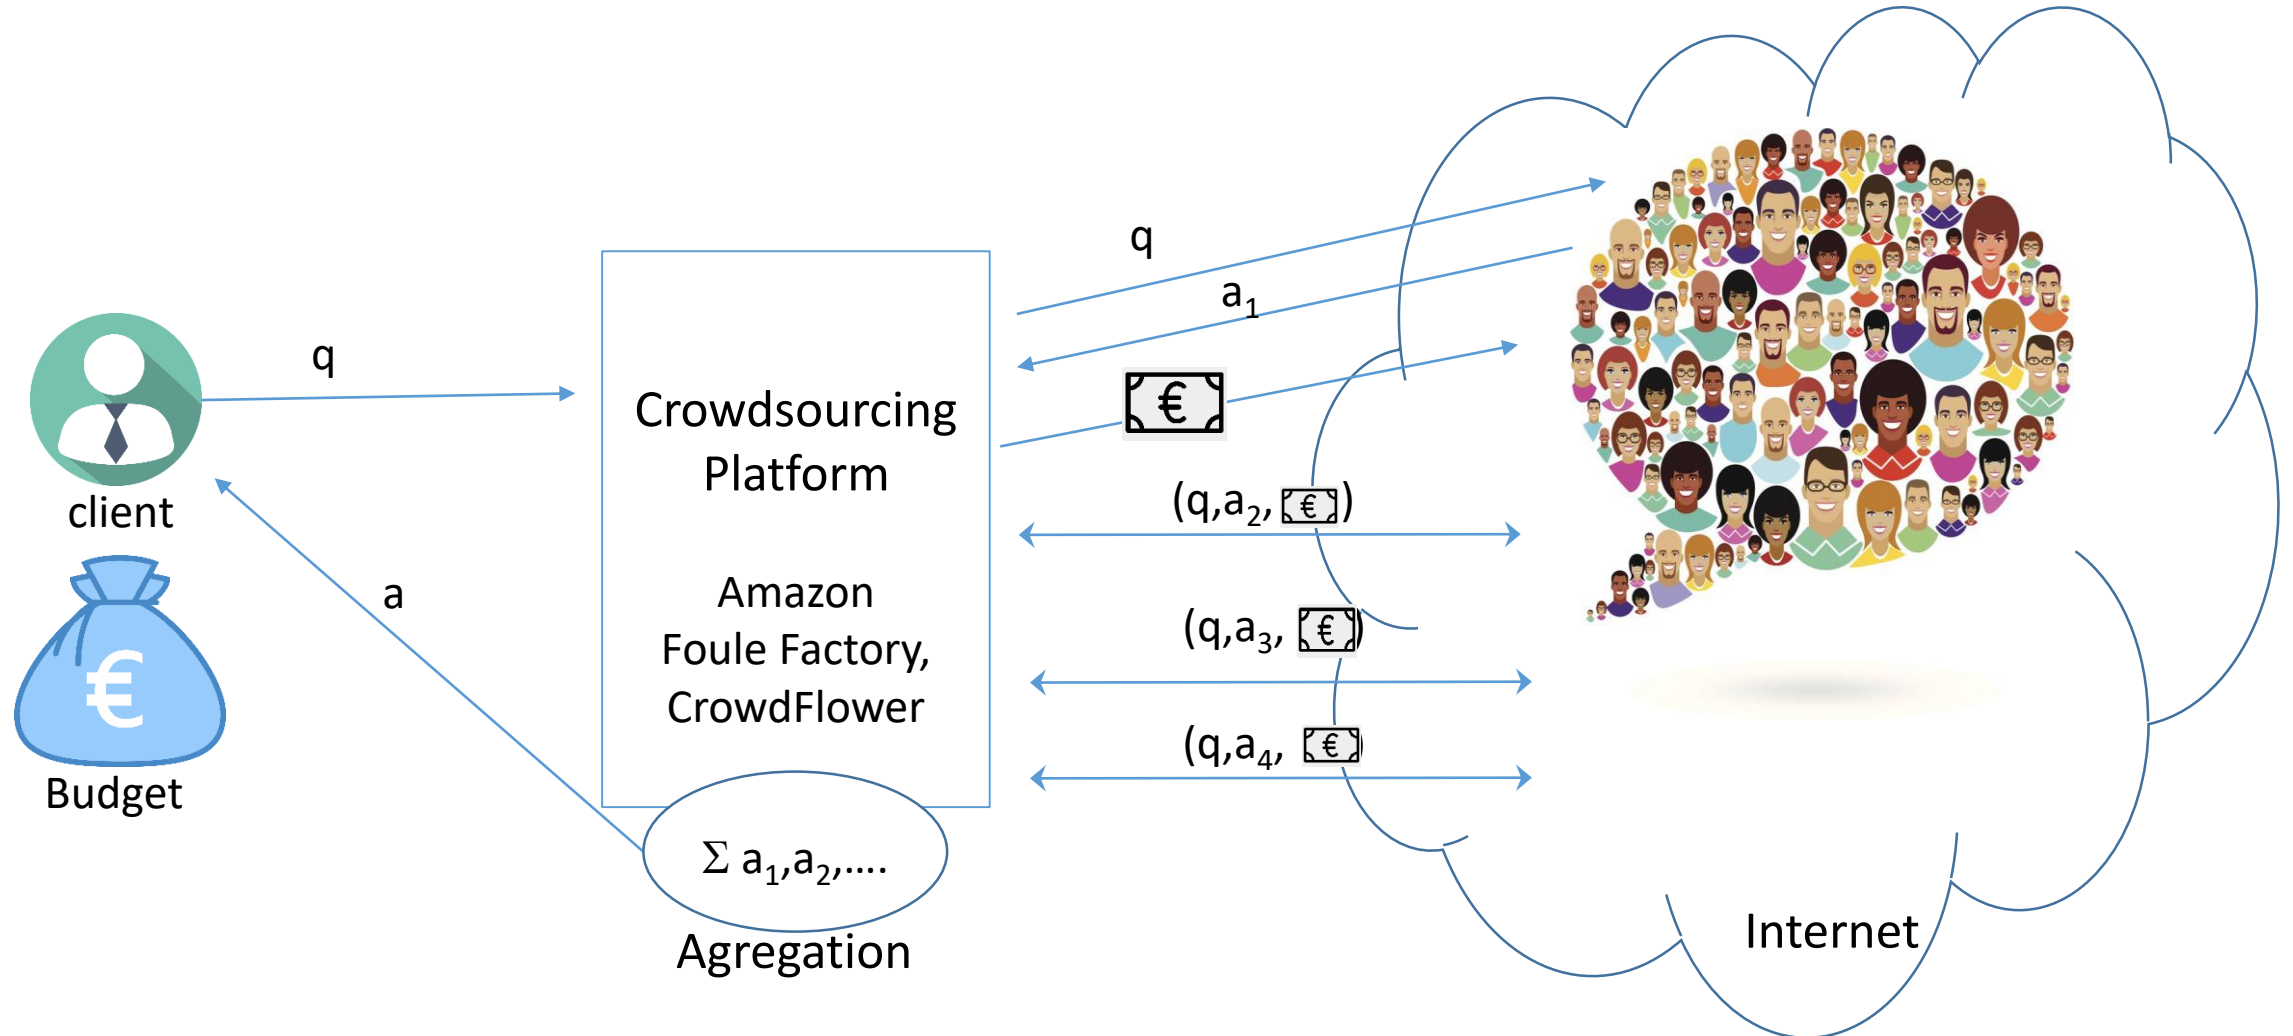 q
client
€
Budget
a
Crowdsourcing
Platform
Amazon
Foule Factory,
CrowdFlower
Σ a₁,a₂,....
Agregation
q
a₁
€
(q,a₂, €)
(q,a₃, €)
(q,a₄, €)
Internet